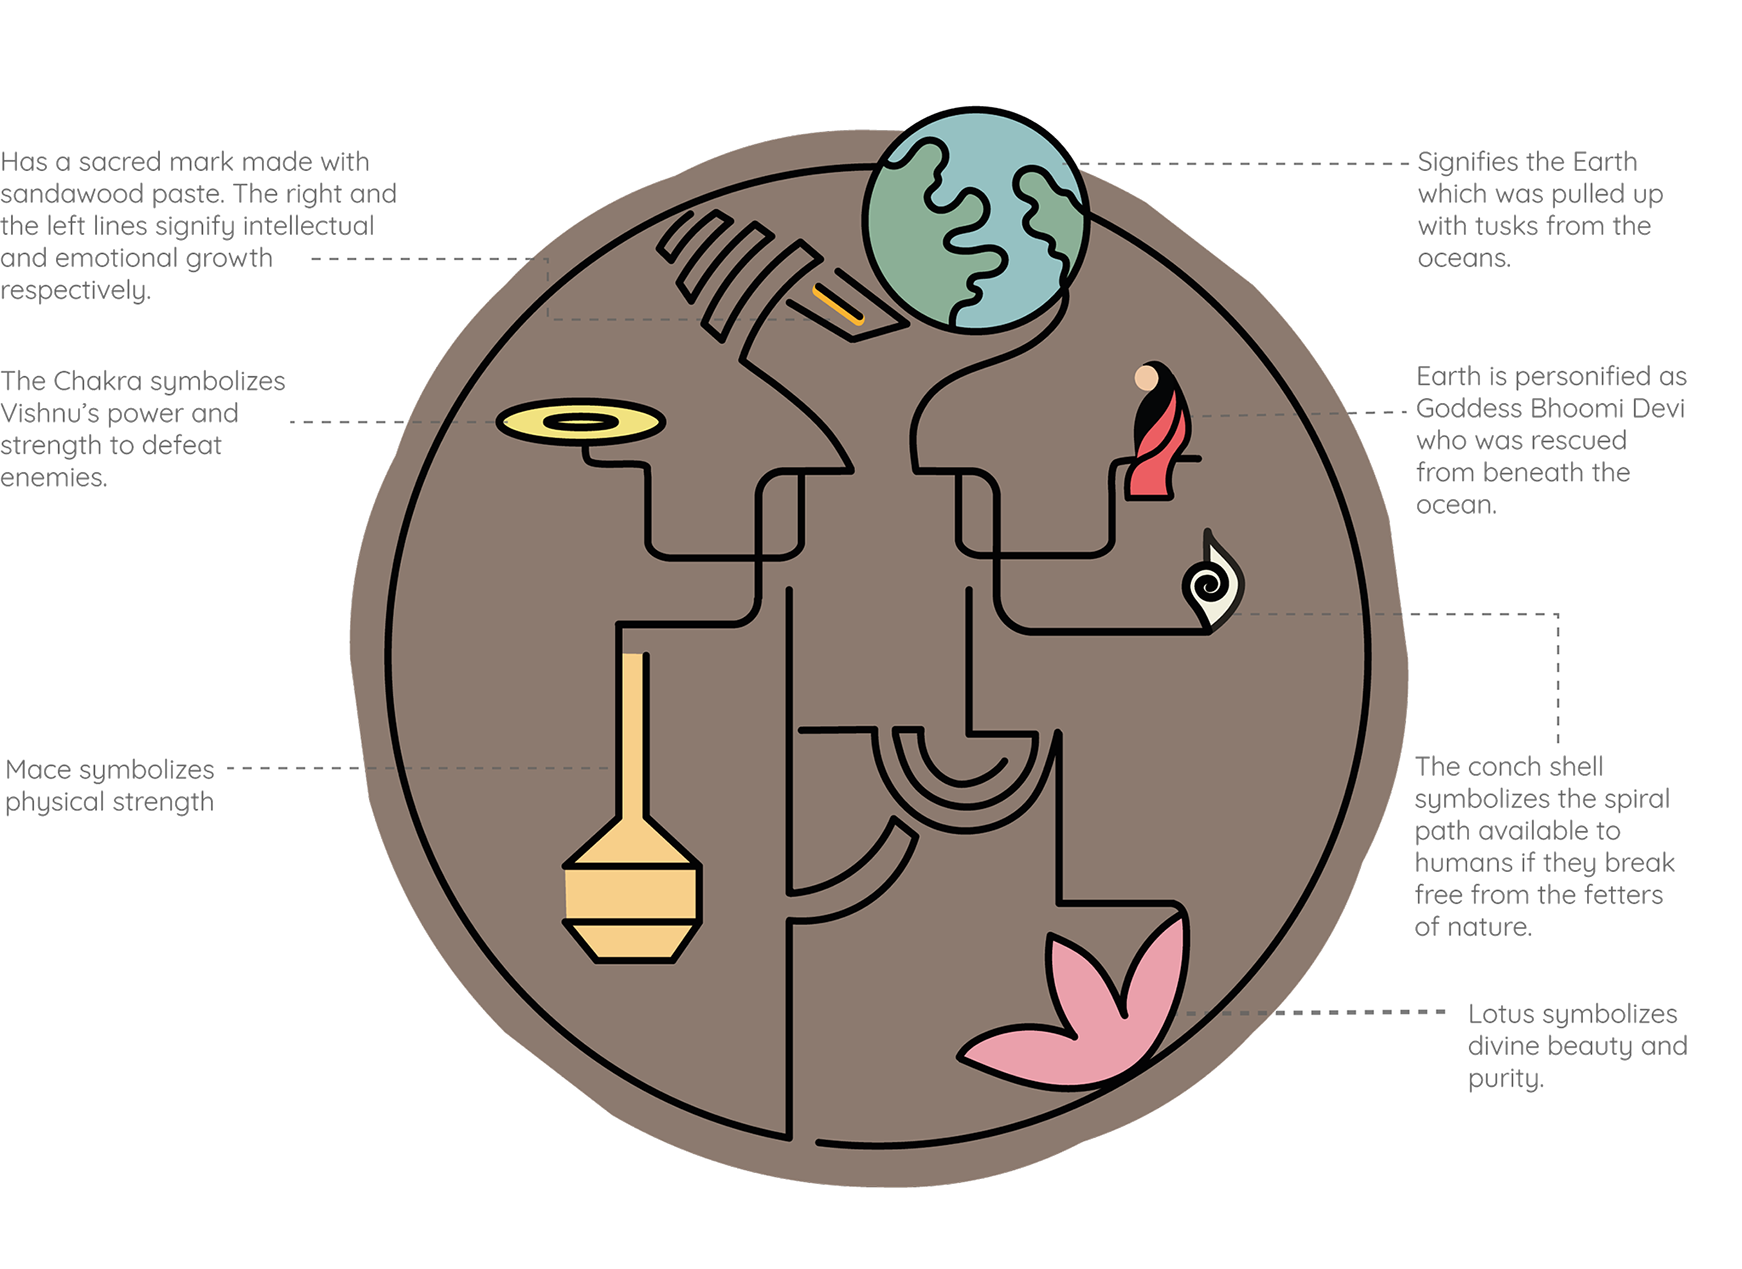 Has a sacred mark made with
sandawood paste. The right and
the left lines signify intellectual
and emotional growth
respectively.
The Chakra symbolizes
Vishnu's power and
strength to defeat
enemies.
Mace symbolizes
physical strength
Signifies the Earth
which was pulled up
with tusks from the
oceans.
Earth is personified as
Goddess Bhoomi Devi
who was rescued
from beneath the
ocean.
The conch shell
symbolizes the spiral
path available to
humans if they break
free from the fetters
of nature.
Lotus symbolizes
divine beauty and
purity.